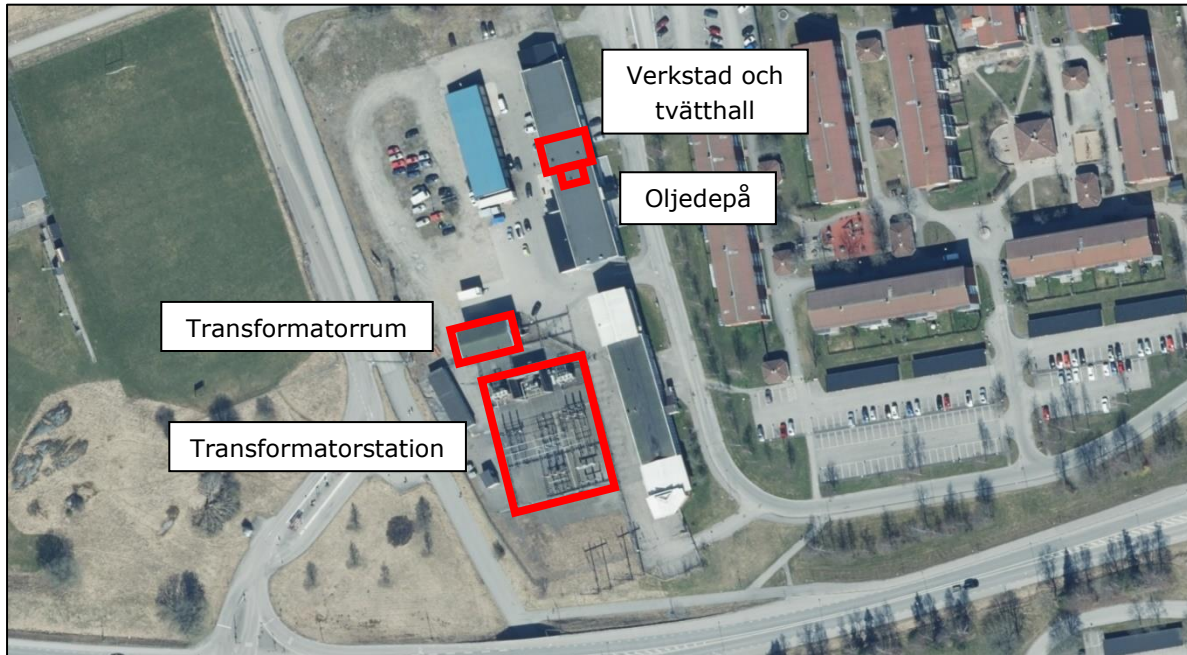 Verkstad och
tvätthall
Oljedepå
Transformatorrum
Transformatorstation